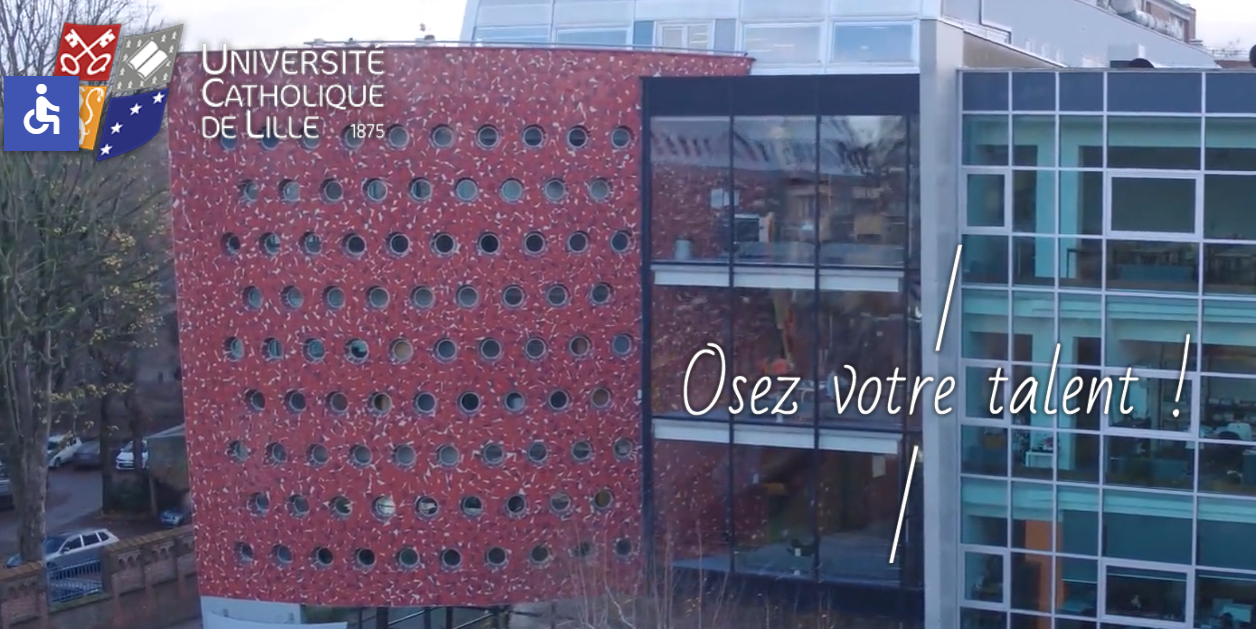 Université
Catholique
de Lille 1875
Osez votre talent !